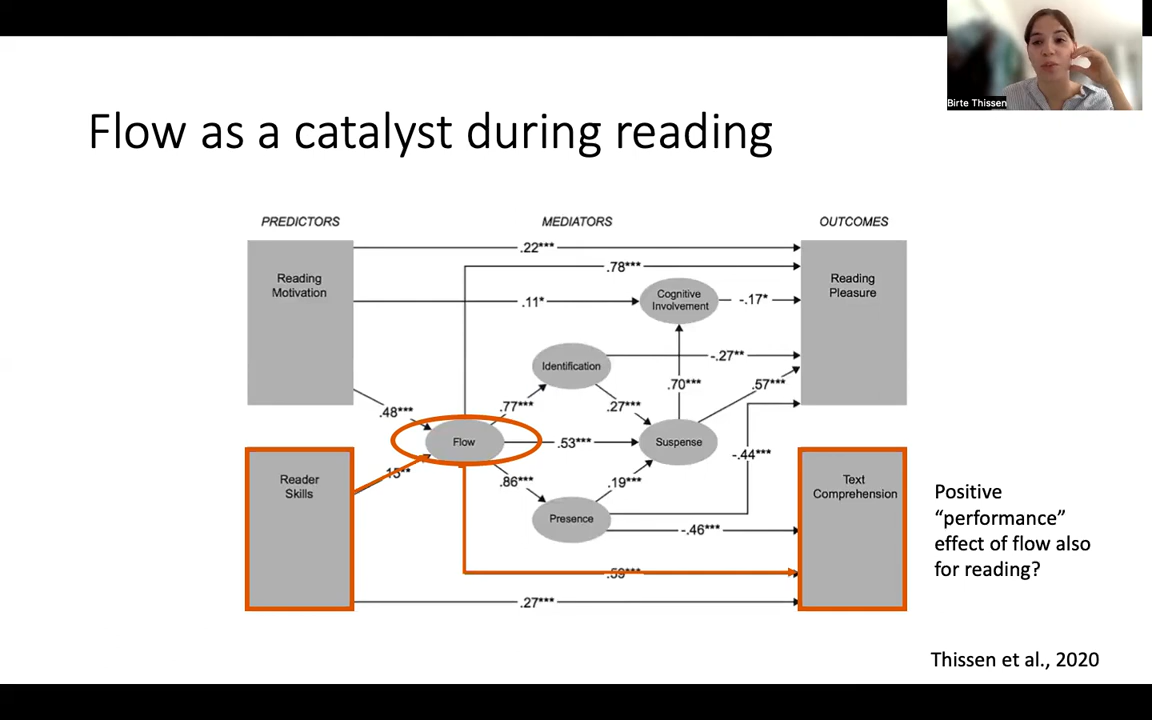 Birte Thissen
Flow as a catalyst during reading
PREDICTORS
MEDIATORS
OUTCOMES
Reading
Motivation
.22***
.78***
Reading
Pleasure
.11*
Cognitive
Involvement
-.17*
Identification
-.27**
.70***
.57***
.48***
.77***
.27***
Flow
.53***
Suspense
-.44***
.15**
.86***
.19***
Reader
Skills
Text
Comprehension
Presence
-.46***
.59***
.27***
Positive
“performance”
effect of flow also
for reading?
Thissen et al., 2020